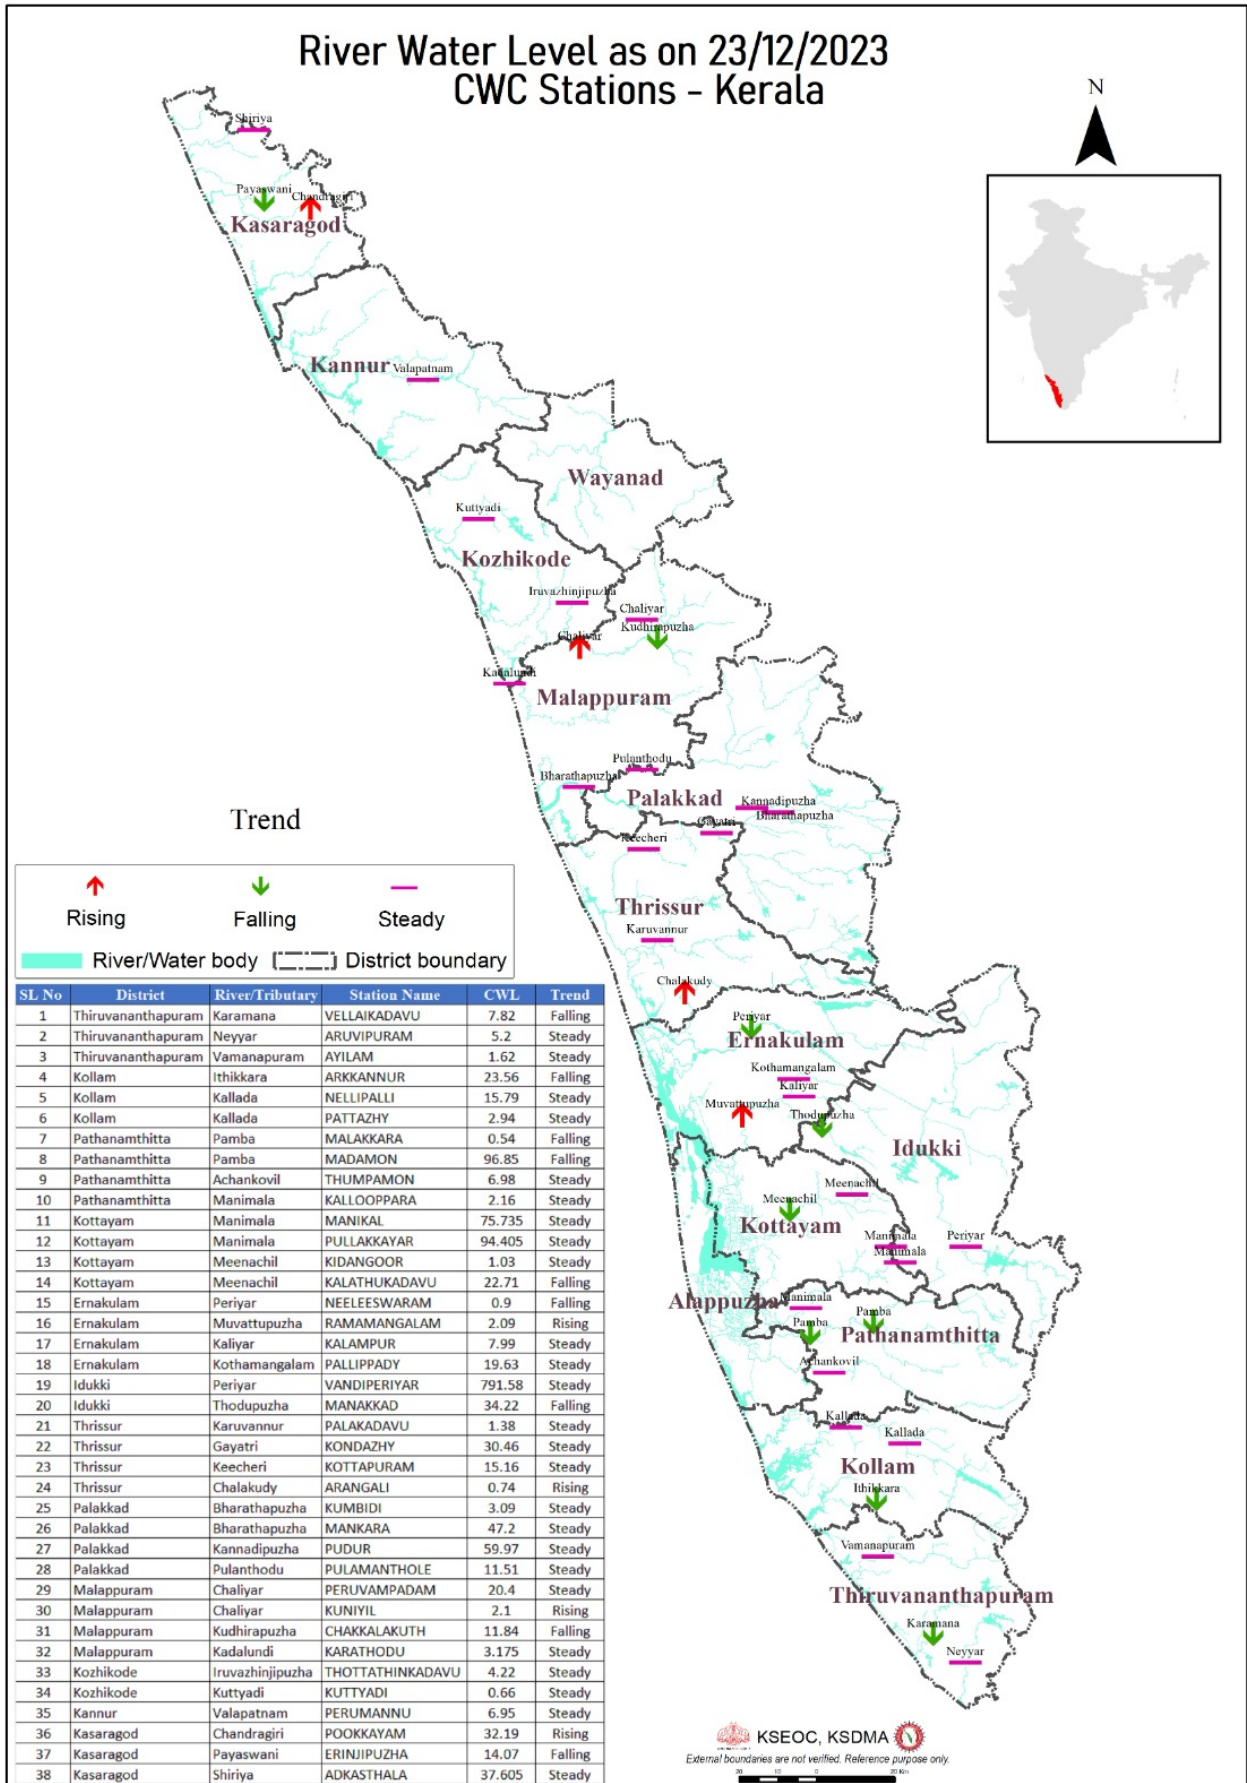 River Water Level as on 23/12/2023
CWC Stations - Kerala
N
Shiriya
Payaswani
Chandragiri
Kasaragod
Kannur
Valapatnam
Wayanad
Kuttyadi
Kozhikode
Iruvazhinjipuzha
Chaliyar
Kudhirapuzha
Chaliyar
Kadalundi
Malappuram
Pulanthodu
Bharathapuzha
Palakkad
Kannadipuzha
Bharathapuzha
Gayatri
Keecheri
Thrissur
Karuvannur
Chalakudy
Periyar
Ernakulam
Kothamangalam
Kaliyar
Muvattupuzha
Thodupuzha
Idukki
Meenachil
Meenachil
Kottayam
Manimala
Manimala
Periyar
Alappuzha
Manimala
Pamba
Pamba
Pathanamthitta
Achankovil
Kallada
Kallada
Kollam
Ithikkara
Vamanapuram
Thiruvananthapuram
Karamana
Neyyar
Trend
Rising Falling Steady
River/Water body District boundary
SL No District River/Tributary Station Name CWL Trend
1 Thiruvananthapuram Karamana VELLAIKADAVU 7.82 Falling
2 Thiruvananthapuram Neyyar ARUVIPURAM 5.2 Steady
3 Thiruvananthapuram Vamanapuram AYILAM 1.62 Steady
4 Kollam Ithikkara ARKKANNUR 23.56 Falling
5 Kollam Kallada NELLIPALLI 15.79 Steady
6 Kollam Kallada PATTAZHY 2.94 Steady
7 Pathanamthitta Pamba MALAKKARA 0.54 Falling
8 Pathanamthitta Pamba MADAMON 96.85 Falling
9 Pathanamthitta Achankovil THUMPAMON 6.98 Steady
10 Pathanamthitta Manimala KALLOOPPARA 2.16 Steady
11 Kottayam Manimala MANIKAL 75.735 Steady
12 Kottayam Manimala PULLAKKAYAR 94.405 Steady
13 Kottayam Meenachil KIDANGOOR 1.03 Steady
14 Kottayam Meenachil KALATHUKADAVU 22.71 Falling
15 Ernakulam Periyar NEELEESWARAM 0.9 Falling
16 Ernakulam Muvattupuzha RAMAMANGALAM 2.09 Rising
17 Ernakulam Kaliyar KALAMPUR 7.99 Steady
18 Ernakulam Kothamangalam PALLIPPADY 19.63 Steady
19 Idukki Periyar VANDIPERIYAR 791.58 Steady
20 Idukki Thodupuzha MANAKKAD 34.22 Falling
21 Thrissur Karuvannur PALAKADAVU 1.38 Steady
22 Thrissur Gayatri KONDAZHY 30.46 Steady
23 Thrissur Keecheri KOTTAPURAM 15.16 Steady
24 Thrissur Chalakudy ARANGALI 0.74 Rising
25 Palakkad Bharathapuzha KUMBIDI 3.09 Steady
26 Palakkad Bharathapuzha MANKARA 47.2 Steady
27 Palakkad Kannadipuzha PUDUR 59.97 Steady
28 Palakkad Pulanthodu PULAMANTHOLE 11.51 Steady
29 Malappuram Chaliyar PERUVAMPADAM 20.4 Steady
30 Malappuram Chaliyar KUNIYIL 2.1 Rising
31 Malappuram Kudhirapuzha CHAKKALAKUTH 11.84 Falling
32 Malappuram Kadalundi KARATHODU 3.175 Steady
33 Kozhikode Iruvazhinjipuzha THOTTATHINKADAVU 4.22 Steady
34 Kozhikode Kuttyadi KUTTYADI 0.66 Steady
35 Kannur Valapatnam PERUMANNU 6.95 Steady
36 Kasaragod Chandragiri POOKKAYAM 32.19 Rising
37 Kasaragod Payaswani ERINJIPUZHA 14.07 Falling
38 Kasaragod Shiriya ADKASTHALA 37.605 Steady
KSEOC, KSDMA
External boundaries are not verified. Reference purpose only.
20 10 0 20 Km